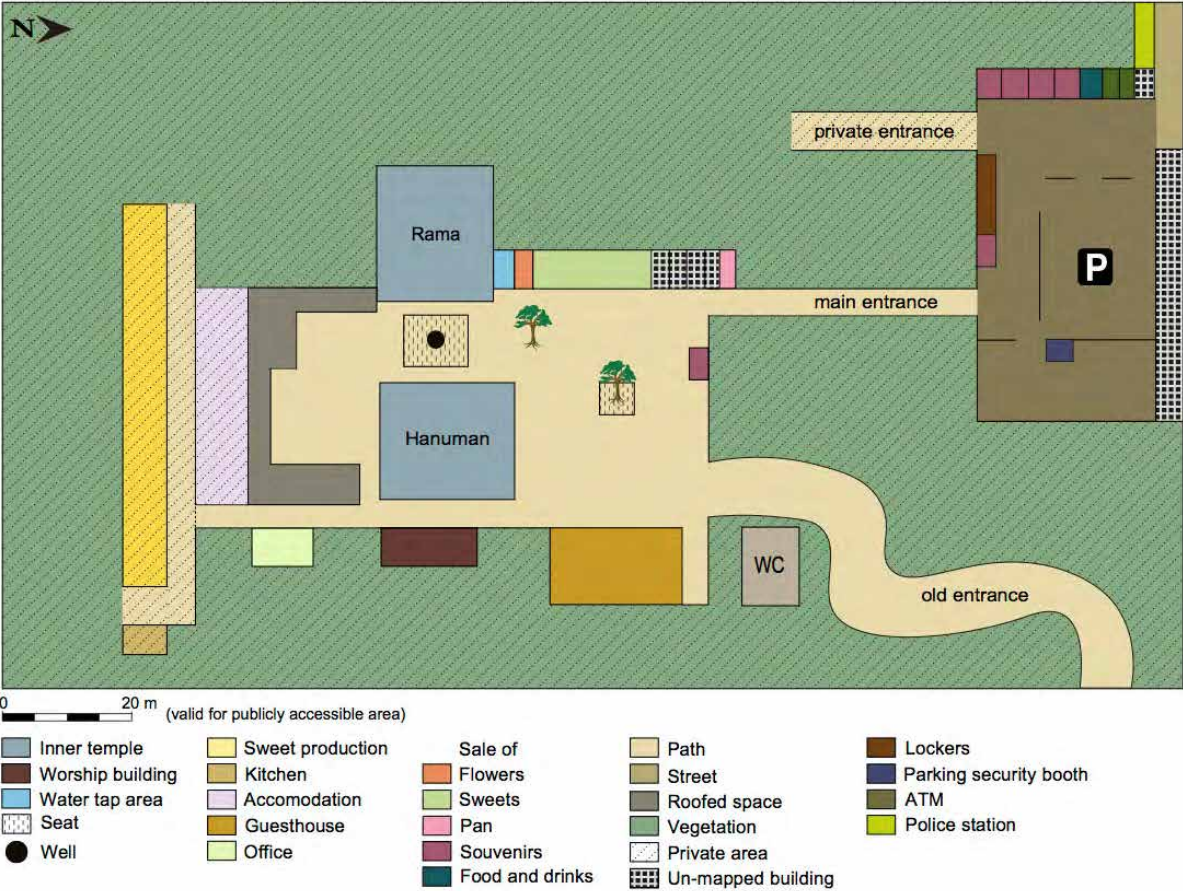 N
private entrance
Rama
P
main entrance
Hanuman
WC
old entrance
0 20 m (valid for publicly accessible area)
Inner temple
Worship building
Water tap area
Seat
Well
Sweet production
Kitchen
Accomodation
Guesthouse
Office
Sale of
Flowers
Sweets
Pan
Souvenirs
Food and drinks
Path
Street
Roofed space
Vegetation
Private area
Un-mapped building
Lockers
Parking security booth
ATM
Police station